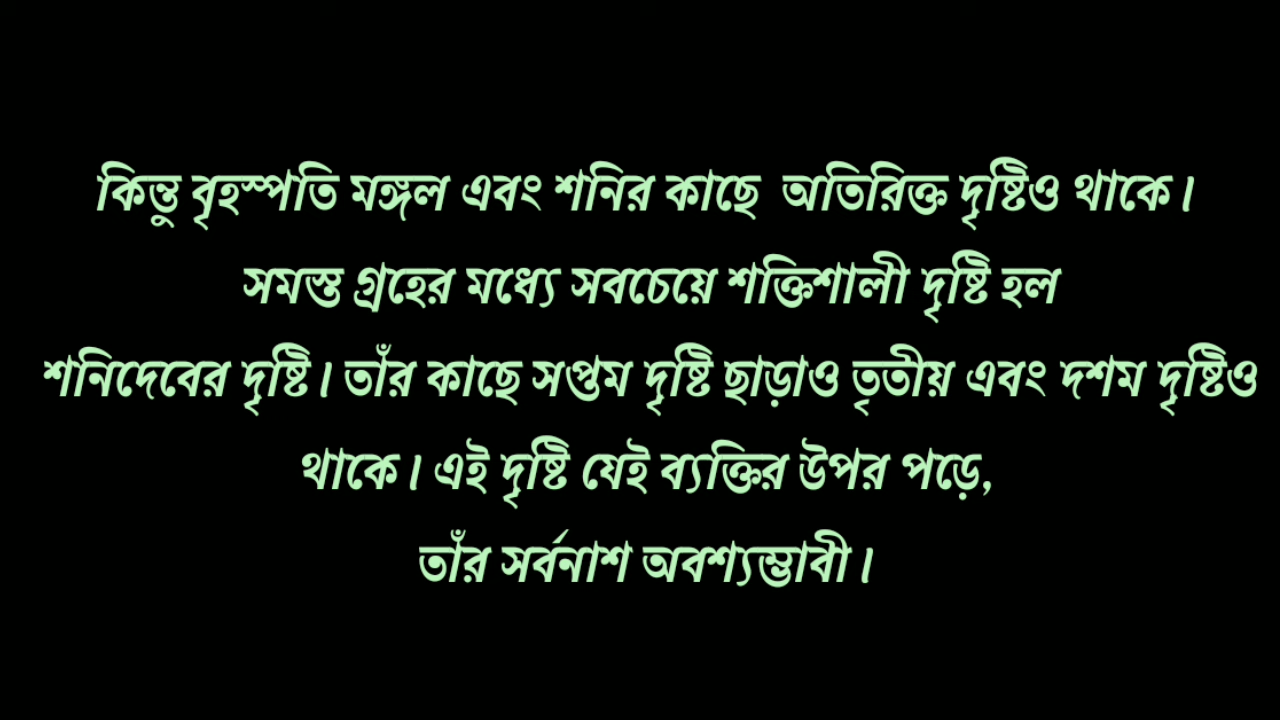 কিন্তু বৃহস্পতি মঙ্গল এবং শনির কাছে অতিরিক্ত দৃষ্টিও থাকে।
সমস্ত গ্রহের মধ্যে সবচেয়ে শক্তিশালী দৃষ্টি হল
শনিদেবের দৃষ্টি। তাঁর কাছে সপ্তম দৃষ্টি ছাড়াও তৃতীয় এবং দশম দৃষ্টিও
থাকে। এই দৃষ্টি যেই ব্যক্তির উপর পড়ে,
তাঁর সর্বনাশ অবশ্যম্ভাবী।